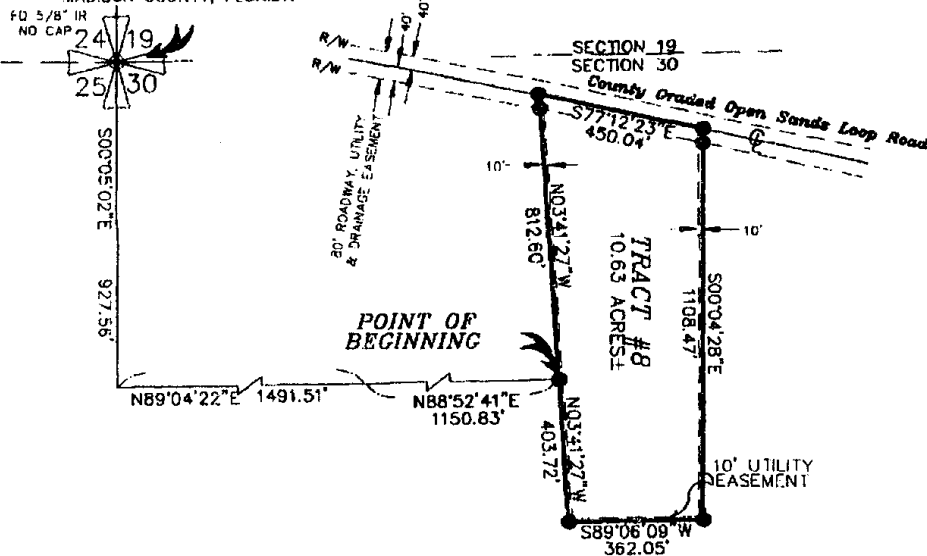 MADISON COUNTY, FLORIDA
FD 5/8" IR
NO CAP
24 19
25 30
R/W
R/W
40'
40'
SECTION 19
SECTION 30
County Graded Open Sands Loop Road
S77°12'23"E
450.04'
℄
80' ROADWAY, UTILITY
& DRAINAGE EASEMENT
S00°05'02"E 927.56'
10'
10'
N03°41'27"W
812.60'
TRACT #8
10.63 ACRES±
S00°04'28"E
1108.47'
POINT OF
BEGINNING
N89°04'22"E 1491.51'
N88°52'41"E
1150.83'
N03°41'27"W
403.72'
10' UTILITY
EASEMENT
S89°06'09"W
362.05'